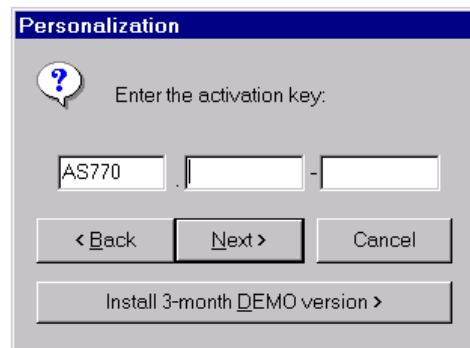 Personalization
?
Enter the activation key:
AS770 . -
< Back Next > Cancel
Install 3-month DEMO version >